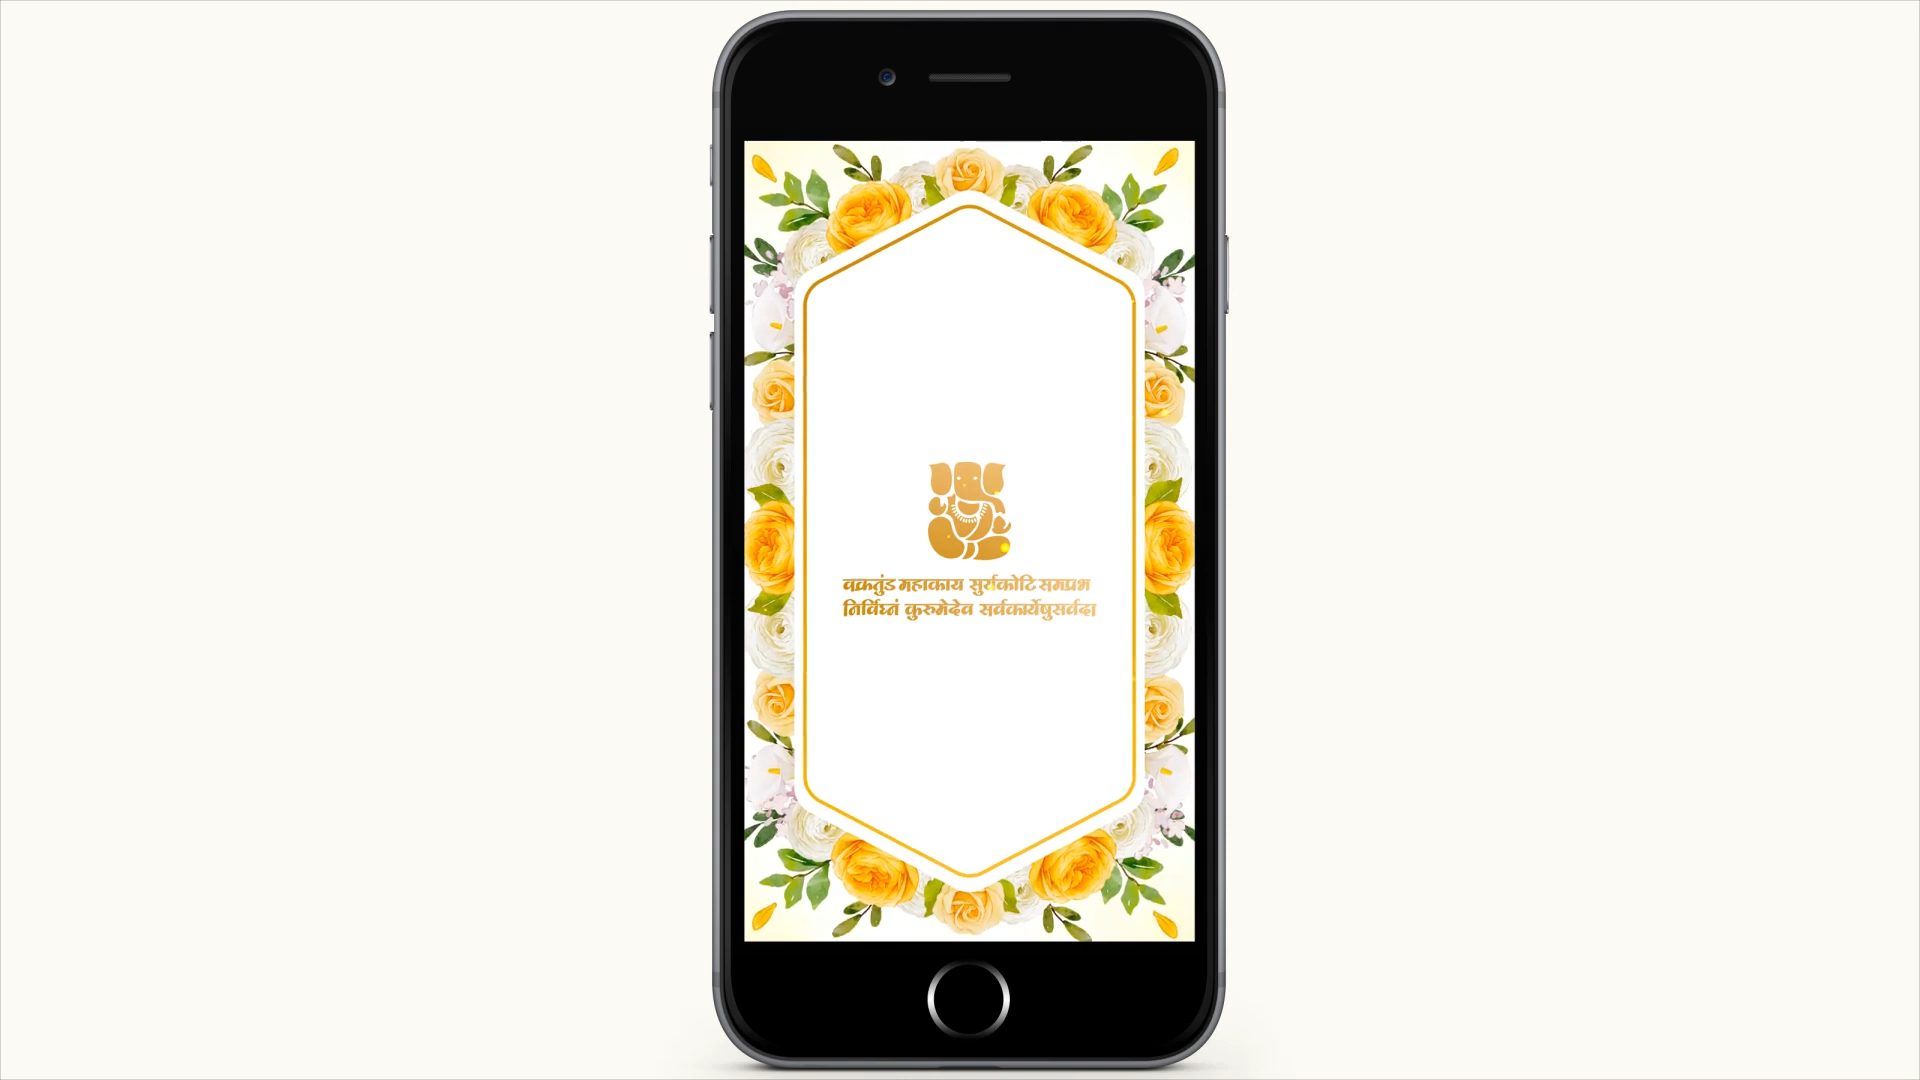 वक्रतुंड महाकाय सुर्यकोटि समप्रभ
निर्विघ्नं कुरुमेदेव सर्वकार्येषुसर्वदा